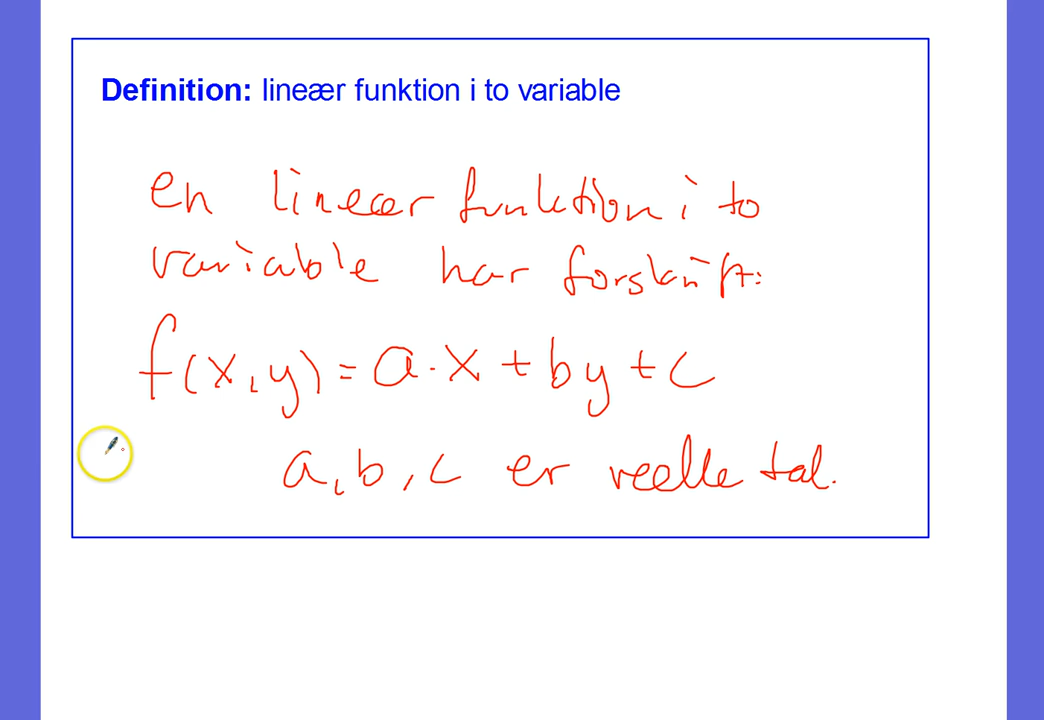 Definition: lineær funktion i to variable
en lineær funktion i to
variable har forskrift:
f(x,y) = a·x + by + c
a, b, c er reelle tal.